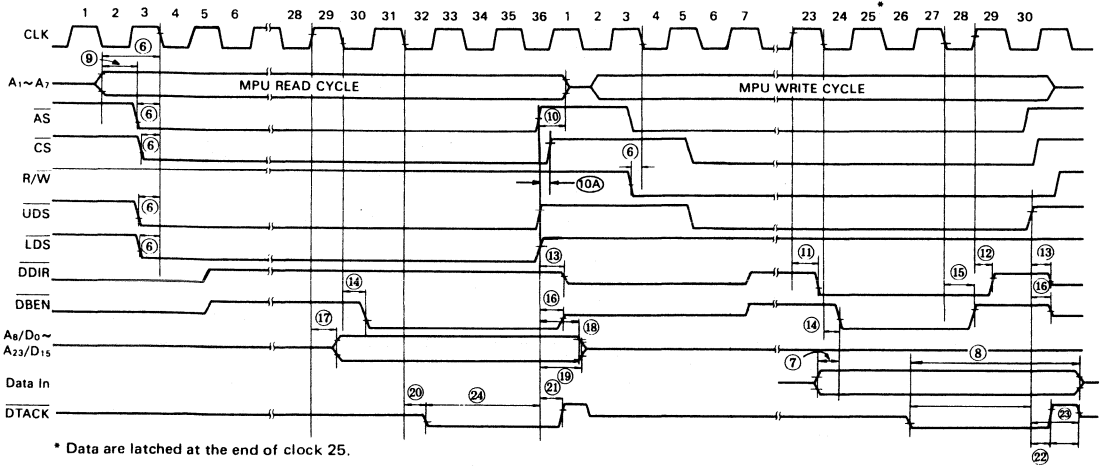 1 2 3 4 5 6 28 29 30 31 32 33 34 35 36 1 2 3 4 5 6 7 23 24 25* 26 27 28 29 30
CLK
⑥
⑨
A₁~A₇ MPU READ CYCLE MPU WRITE CYCLE
AS ⑥ ⑩
CS ⑥ ⑥
R/W 10A
UDS ⑥
LDS ⑥
DDIR ⑬ ⑪ ⑫ ⑬
DBEN ⑭ ⑯ ⑮ ⑯
A₈/D₀~ ⑰ ⑱ ⑭
A₂₃/D₁₅
⑦ ⑧
Data In ⑲
⑳ ㉔ ㉑
DTACK ㉓
㉒
* Data are latched at the end of clock 25.